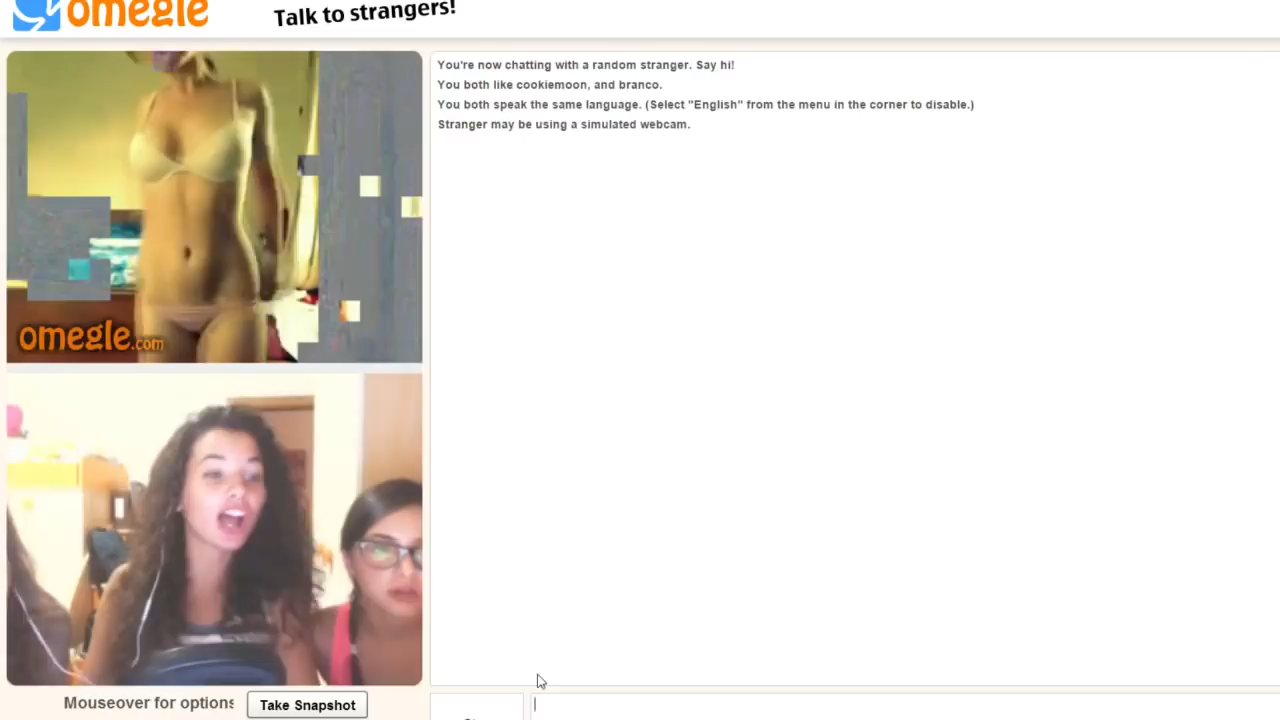 omegle
Talk to strangers!
You're now chatting with a random stranger. Say hi!
You both like cookiemoon, and branco.
You both speak the same language. (Select "English" from the menu in the corner to disable.)
Stranger may be using a simulated webcam.
omegle.com
Mouseover for options
Take Snapshot